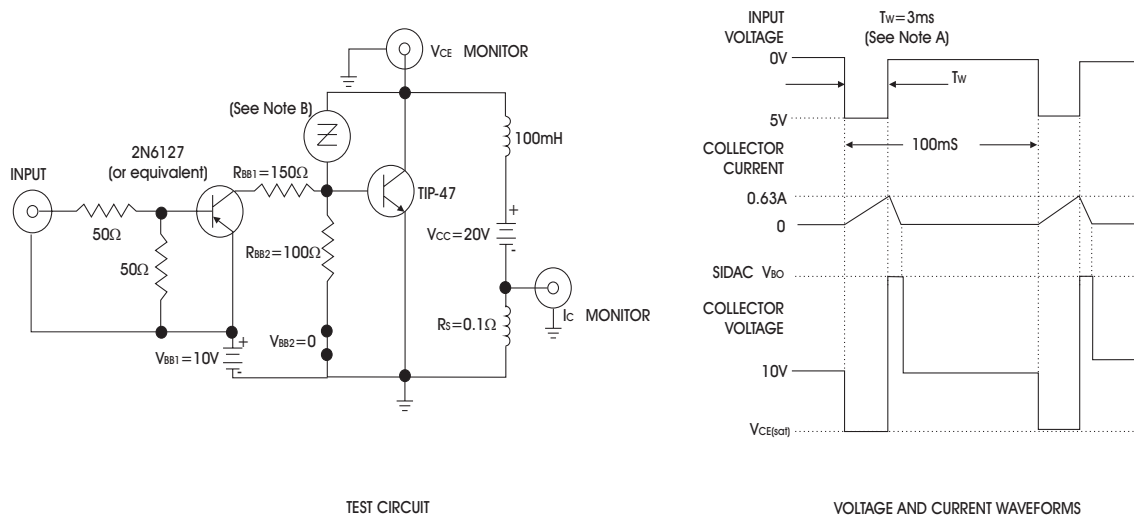 VCE MONITOR
(See Note B)
100mH
2N6127
(or equivalent)
INPUT
RBB1=150Ω
TIP-47
50Ω
+
VCC=20V
-
RBB2=100Ω
50Ω
IC MONITOR
RS=0.1Ω
VBB1=10V
+
-
VBB2=0
TEST CIRCUIT
INPUT
VOLTAGE
TW=3ms
(See Note A)
0V
TW
5V
100mS
COLLECTOR
CURRENT
0.63A
0
SIDAC VBO
COLLECTOR
VOLTAGE
10V
VCE(sat)
VOLTAGE AND CURRENT WAVEFORMS